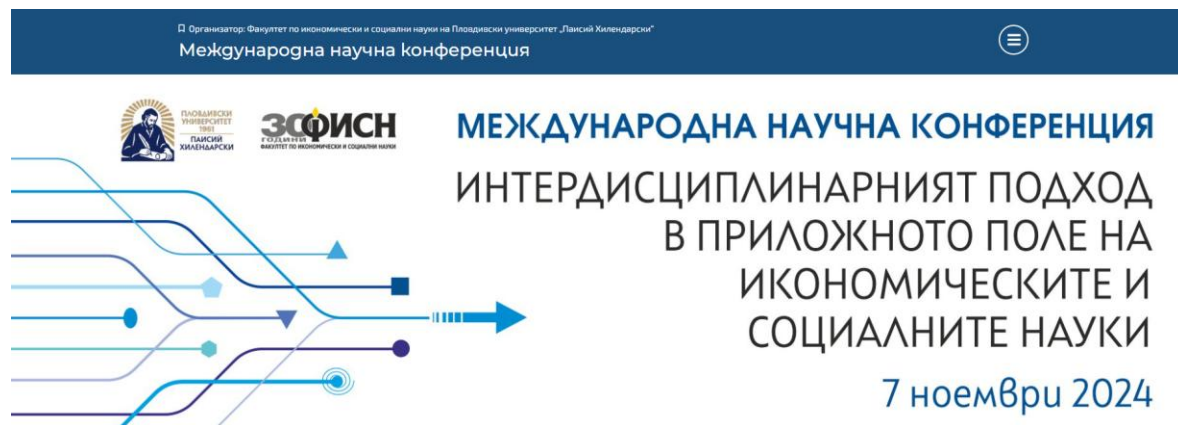 Организатор: Факултет по икономически и социални науки на Пловдивски университет „Паисий Хилендарски“
Международна научна конференция
ПЛОВДИВСКИ
УНИВЕРСИТЕТ
1961
ПАИСИЙ
ХИЛЕНДАРСКИ
30 ФИСН
ГОДИНИ
ФАКУЛТЕТ ПО ИКОНОМИЧЕСКИ И СОЦИАЛНИ НАУКИ
МЕЖДУНАРОДНА НАУЧНА КОНФЕРЕНЦИЯ
ИНТЕРДИСЦИПЛИНАРНИЯТ ПОДХОД
В ПРИЛОЖНОТО ПОЛЕ НА
ИКОНОМИЧЕСКИТЕ И
СОЦИАЛНИТЕ НАУКИ
7 ноември 2024